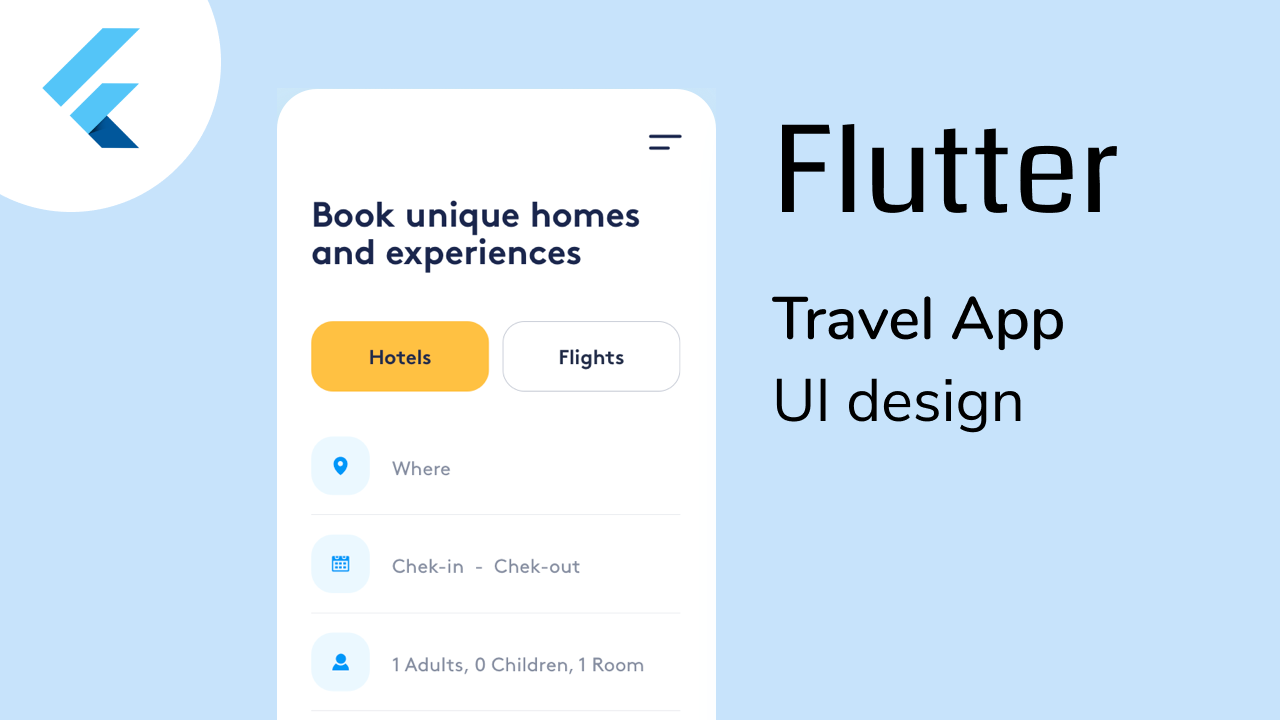 Book unique homes
and experiences
Hotels
Flights
Where
Chek-in - Chek-out
1 Adults, 0 Children, 1 Room
Flutter
Travel App
UI design